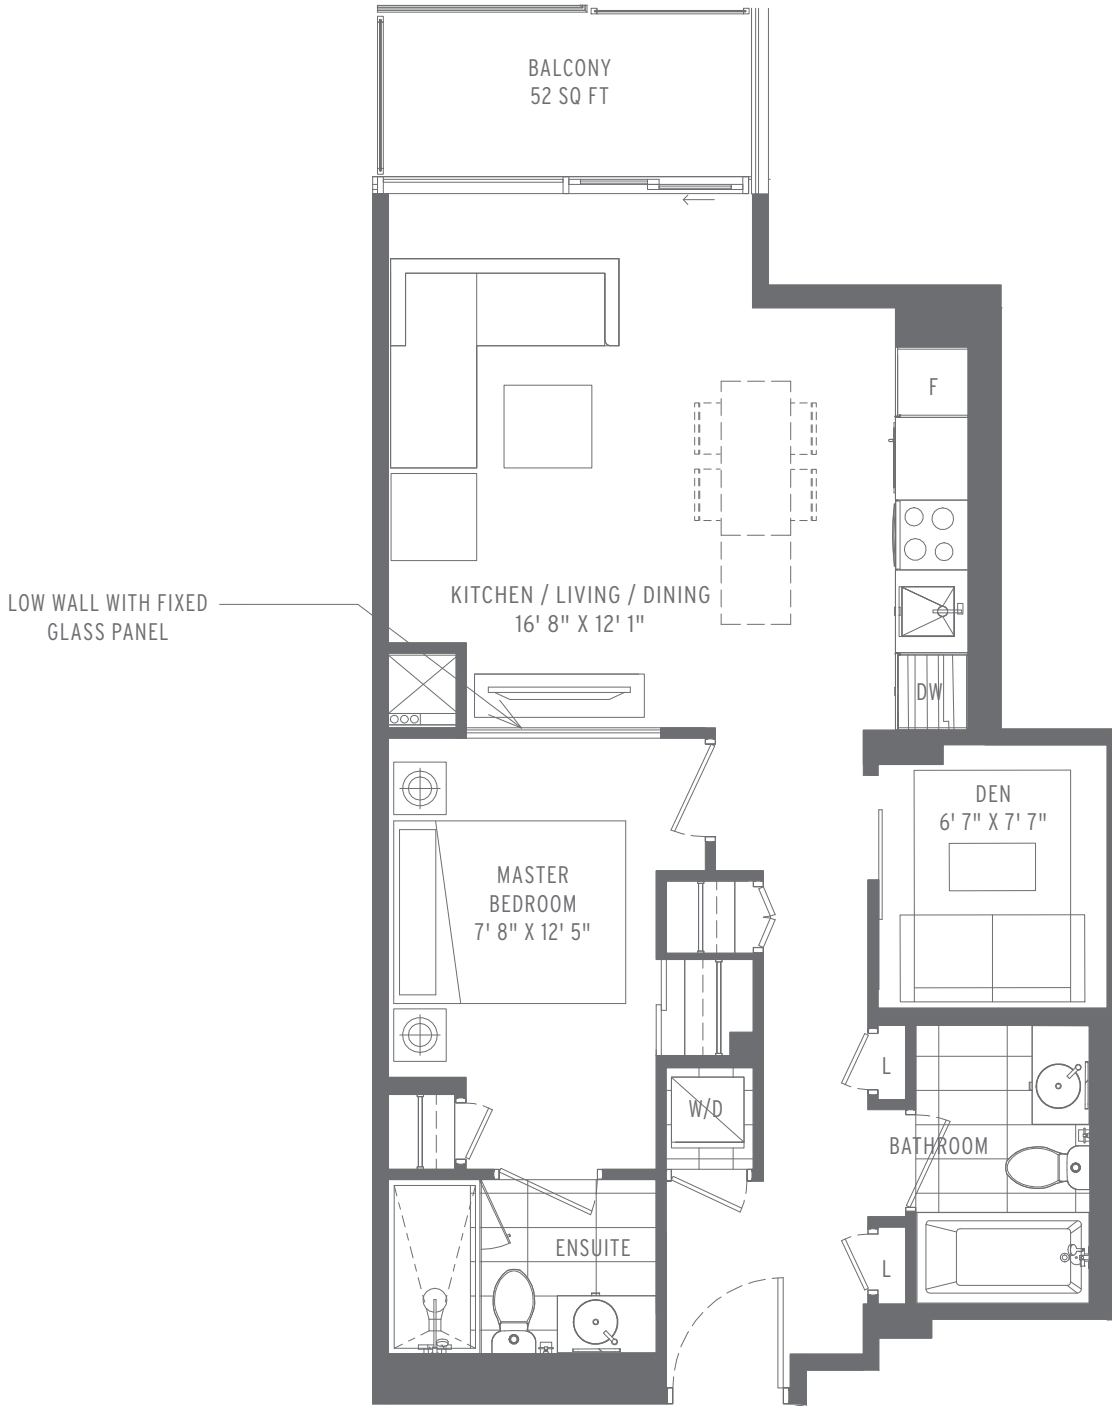 BALCONY
52 SQ FT
F
LOW WALL WITH FIXED
GLASS PANEL
KITCHEN / LIVING / DINING
16' 8" X 12' 1"
DW
DEN
6' 7" X 7' 7"
MASTER
BEDROOM
7' 8" X 12' 5"
L
W/D
BATHROOM
ENSUITE
L